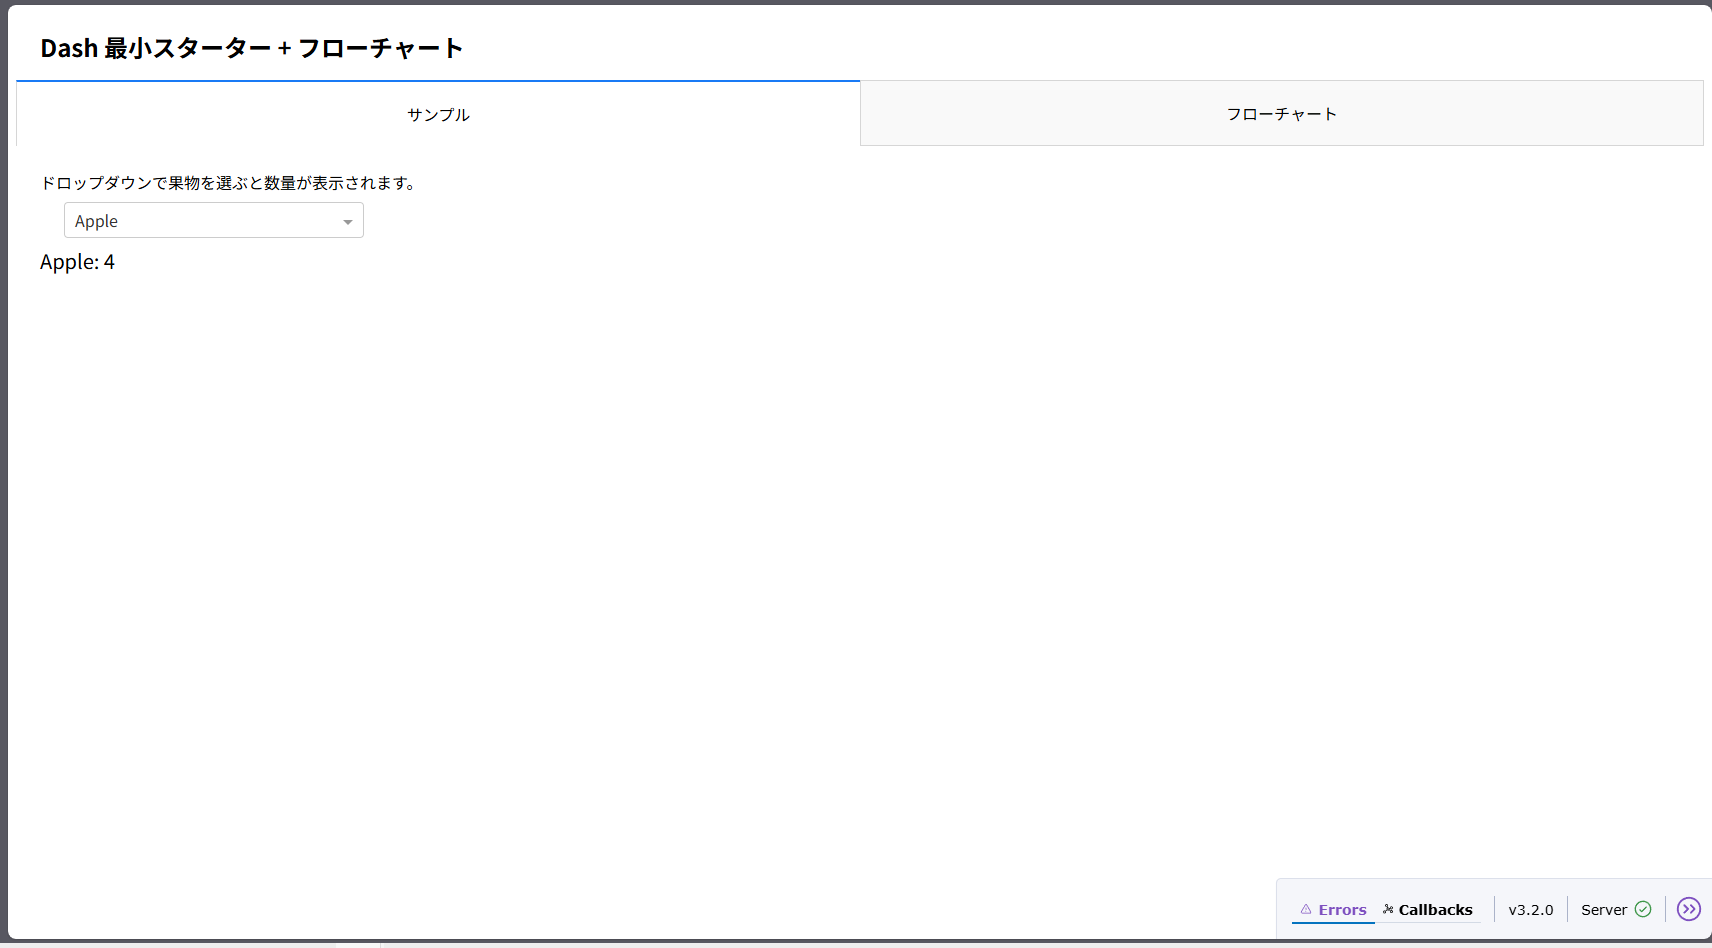 Dash 最小スターター + フローチャート
サンプル
フローチャート
ドロップダウンで果物を選ぶと数量が表示されます。
Apple
Apple: 4
Errors Callbacks v3.2.0 Server